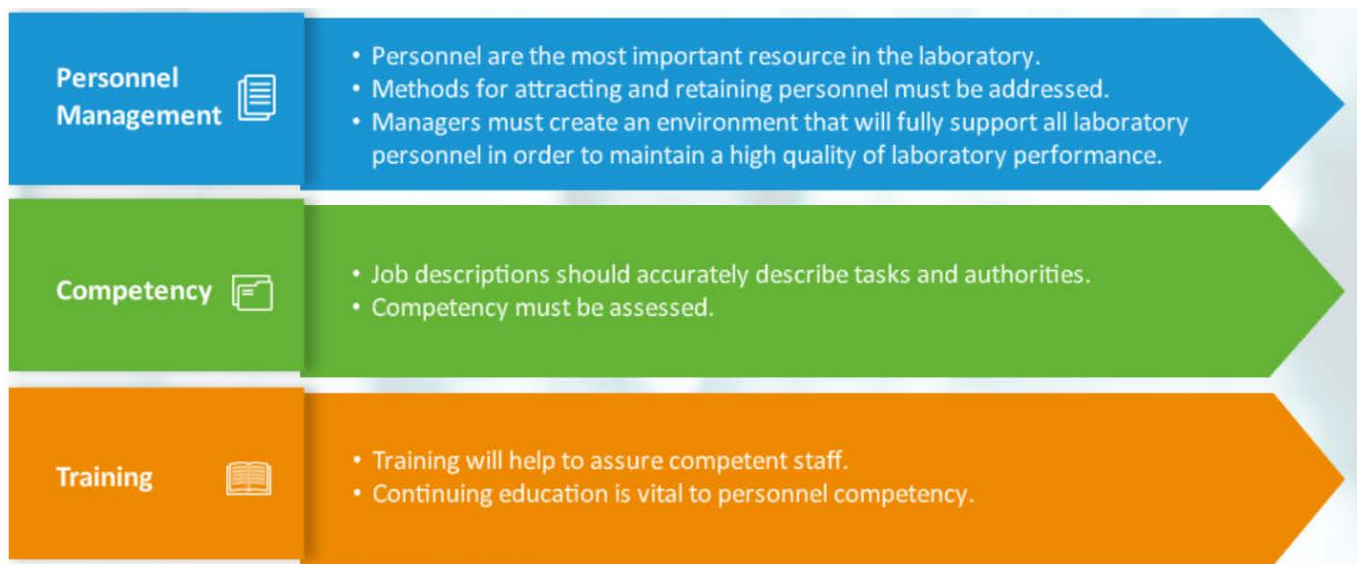 Personnel
Management
• Personnel are the most important resource in the laboratory.
• Methods for attracting and retaining personnel must be addressed.
• Managers must create an environment that will fully support all laboratory
personnel in order to maintain a high quality of laboratory performance.
Competency
• Job descriptions should accurately describe tasks and authorities.
• Competency must be assessed.
Training
• Training will help to assure competent staff.
• Continuing education is vital to personnel competency.